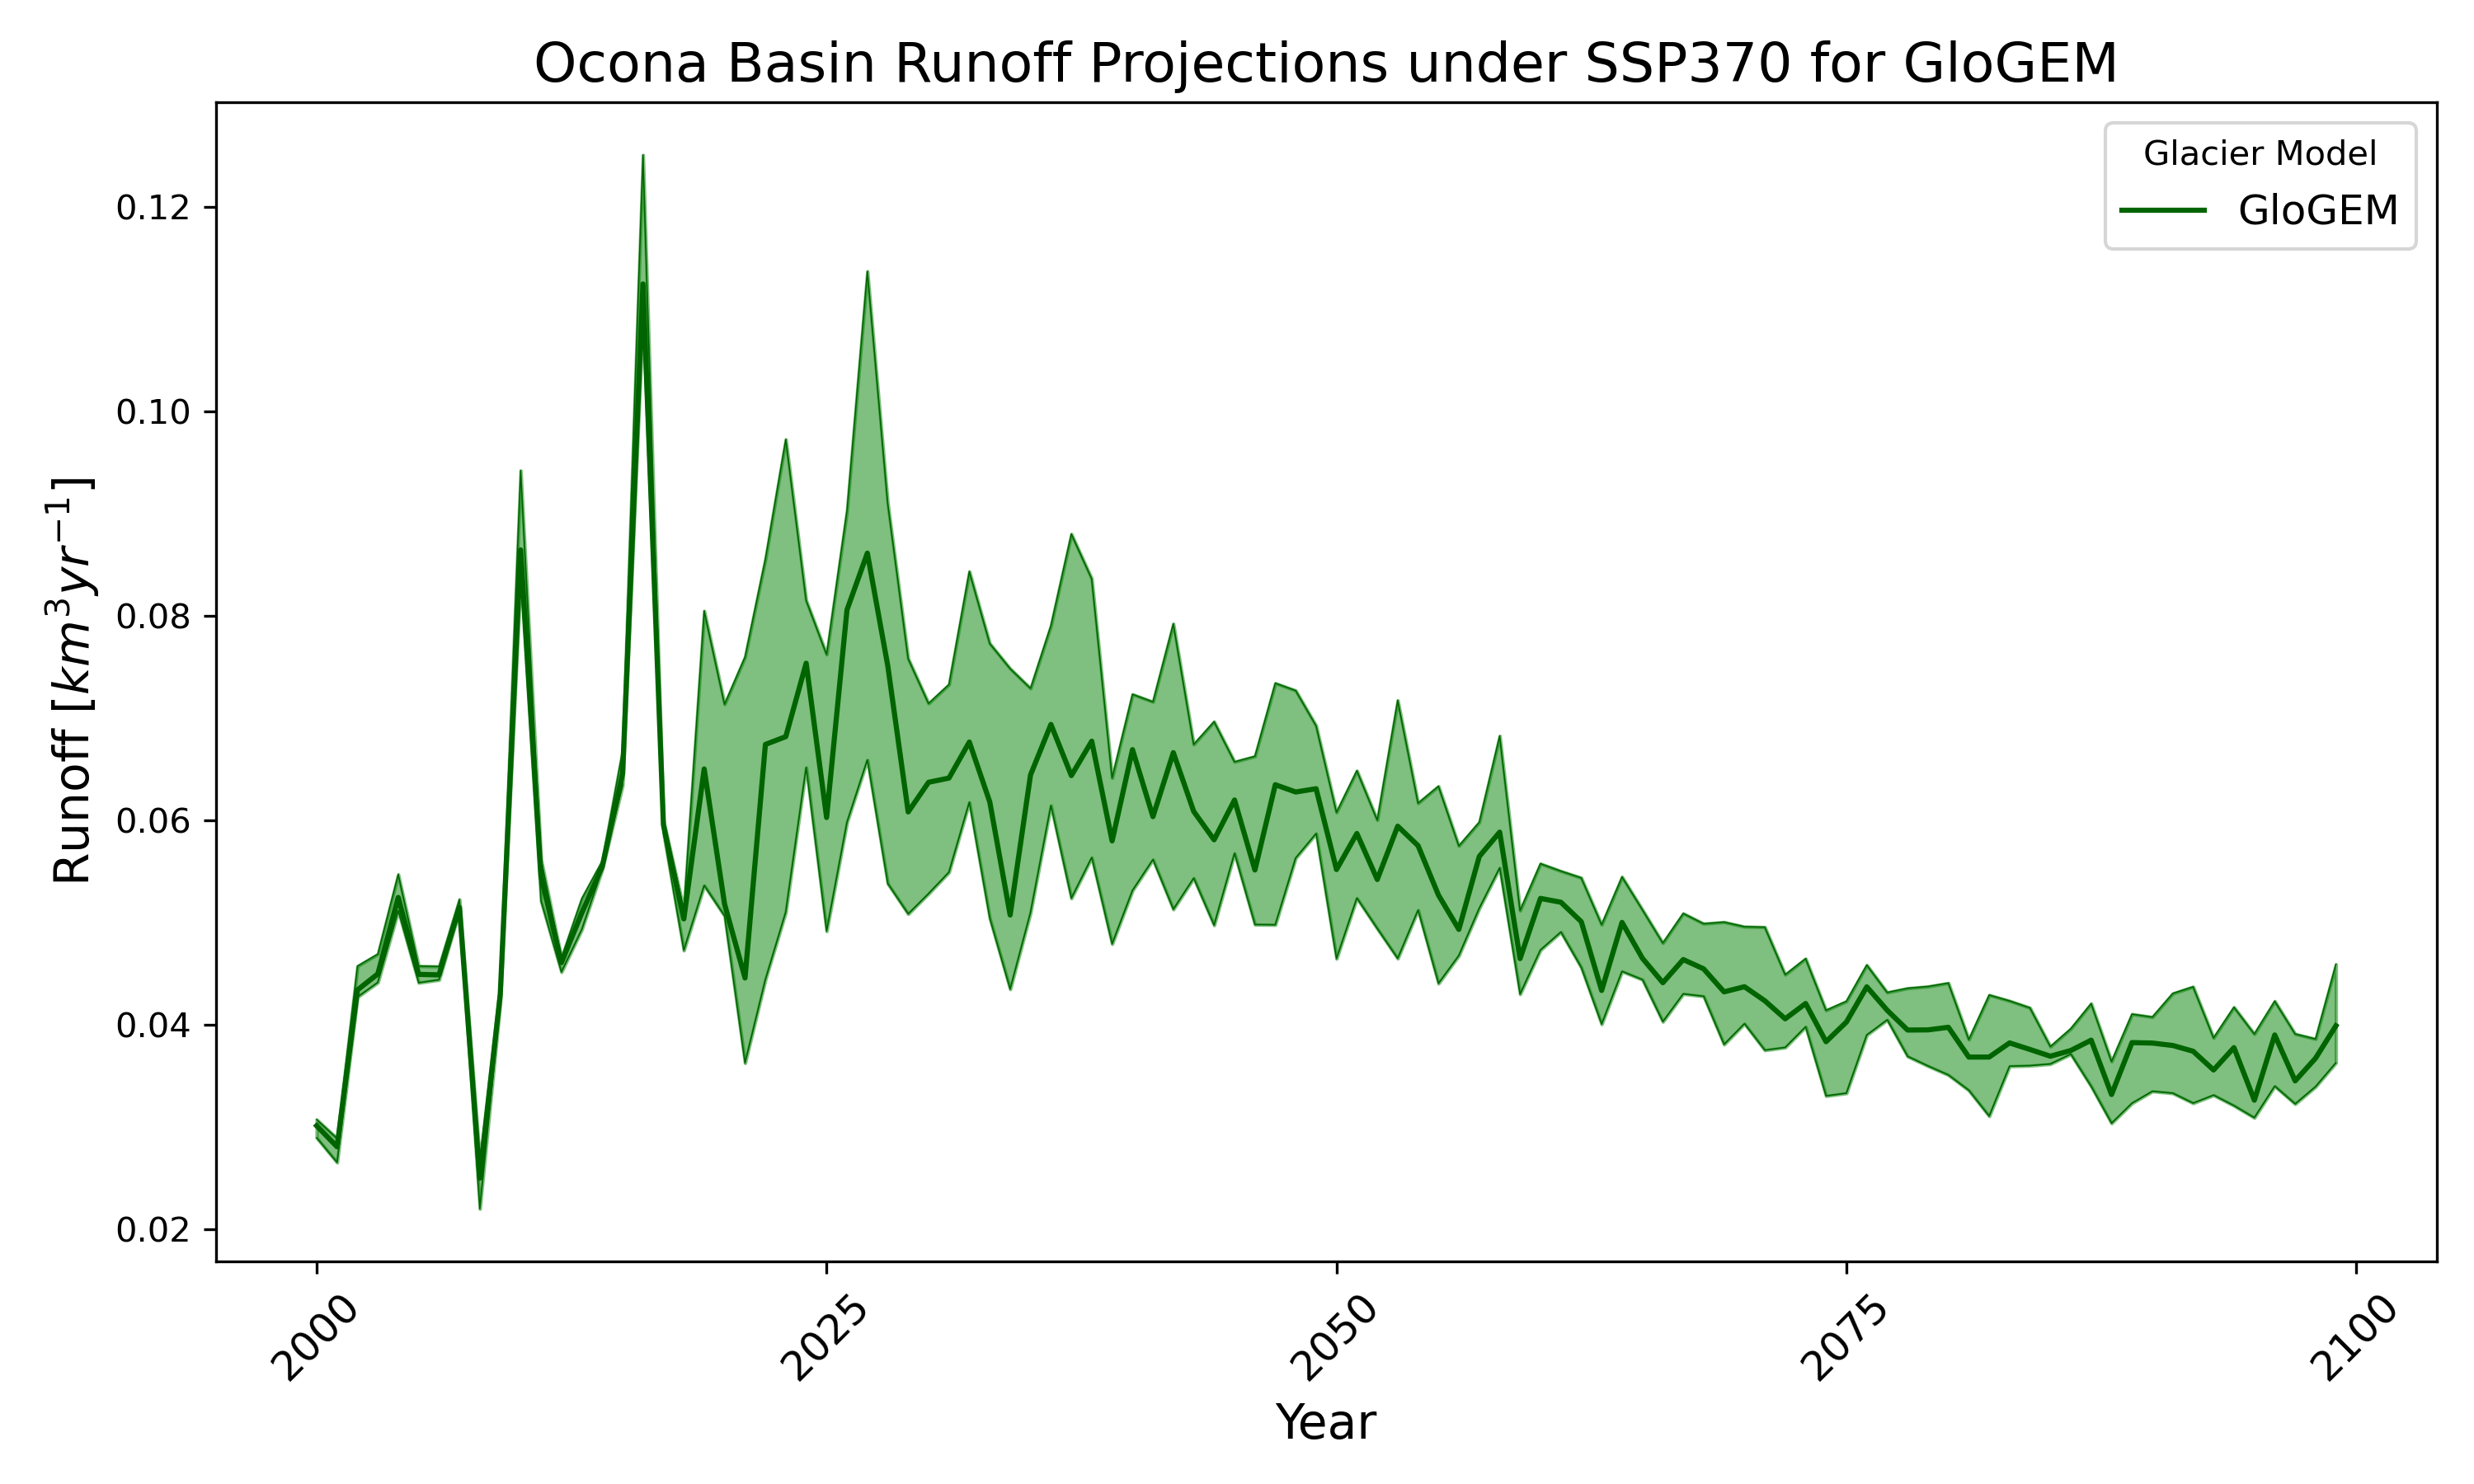 Ocona Basin Runoff Projections under SSP370 for GloGEM
Glacier Model
GloGEM
Runoff [km³yr⁻¹]
0.12
0.10
0.08
0.06
0.04
0.02
2000
2025
2050
2075
2100
Year